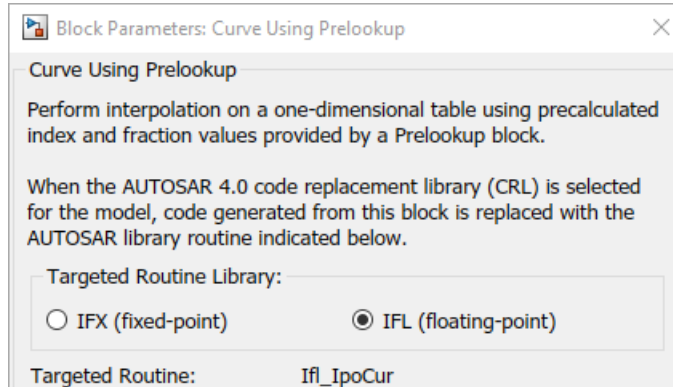 Block Parameters: Curve Using Prelookup
Curve Using Prelookup
Perform interpolation on a one-dimensional table using precalculated
index and fraction values provided by a Prelookup block.
When the AUTOSAR 4.0 code replacement library (CRL) is selected
for the model, code generated from this block is replaced with the
AUTOSAR library routine indicated below.
Targeted Routine Library:
IFX (fixed-point) IFL (floating-point)
Targeted Routine: Ifl_IpoCur